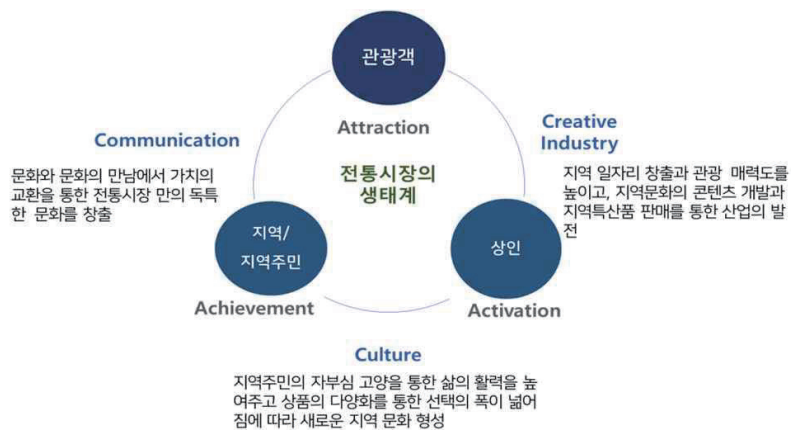 관광객
Attraction
Communication
문화와 문화의 만남에서 가치의
교환을 통한 전통시장 만의 독특
한 문화를 창출
Creative
Industry
지역 일자리 창출과 관광 매력도를
높이고, 지역문화의 콘텐츠 개발과
지역특산품 판매를 통한 산업의 발
전
전통시장의
생태계
지역/
지역주민
Achievement
상인
Activation
Culture
지역주민의 자부심 고양을 통한 삶의 활력을 높
여주고 상품의 다양화를 통한 선택의 폭이 넓어
짐에 따라 새로운 지역 문화 형성